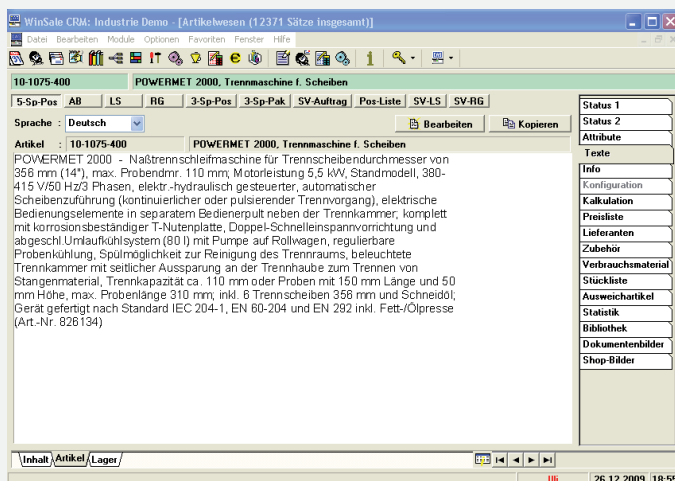 WinSale CRM: Industrie Demo - [Artikelwesen (12371 Sätze insgesamt)]
Datei Bearbeiten Module Optionen Favoriten Fenster Hilfe
10-1075-400 POWERMET 2000, Trennmaschine f. Scheiben
5-Sp-Pos AB LS RG 3-Sp-Pos 3-Sp-Pak SV-Auftrag Pos-Liste SV-LS SV-RG
Sprache : Deutsch Bearbeiten Kopieren
Artikel : 10-1075-400 POWERMET 2000, Trennmaschine f. Scheiben
POWERMET 2000 - Naßtrennschleifmaschine für Trennscheibendurchmesser von
356 mm (14"), max. Probendmr. 110 mm; Motorleistung 5,5 kW, Standmodell, 380-
415 V/50 Hz/3 Phasen, elektr.-hydraulisch gesteuerter, automatischer
Scheibenzuführung (kontinuierlicher oder pulsierender Trennvorgang), elektrische
Bedienungselemente in separatem Bedienerpult neben der Trennkammer; komplett
mit korrosionsbeständiger T-Nutenplatte, Doppel-Schnelleinspannvorrichtung und
abgeschl.Umlaufkühlsystem (80 l) mit Pumpe auf Rollwagen, regulierbare
Probenkühlung, Spülmöglichkeit zur Reinigung des Trennraums, beleuchtete
Trennkammer mit seitlicher Aussparung an der Trennhaube zum Trennen von
Stangenmaterial, Trennkapazität ca. 110 mm oder Proben mit 150 mm Länge und 50
mm Höhe, max. Probenlänge 310 mm; inkl. 6 Trennscheiben 356 mm und Schneidöl;
Gerät gefertigt nach Standard IEC 204-1, EN 60-204 und EN 292 inkl. Fett-/Ölpresse
(Art.-Nr. 826134)
Status 1
Status 2
Attribute
Texte
Info
Konfiguration
Kalkulation
Preisliste
Lieferanten
Zubehör
Verbrauchsmaterial
Stückliste
Ausweichartikel
Statistik
Bibliothek
Dokumentenbilder
Shop-Bilder
Inhalt Artikel Lager
Uli 26.12.2009 18:55